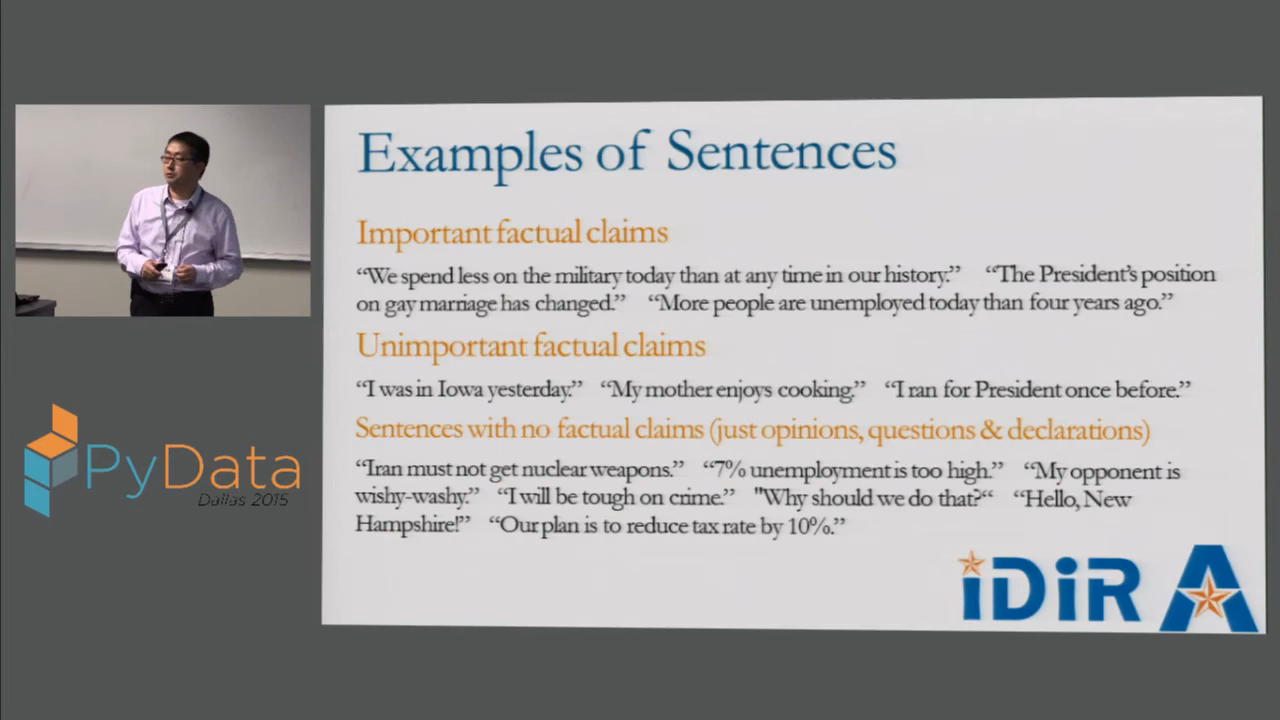 Examples of Sentences
Important factual claims
“We spend less on the military today than at any time in our history.” “The President’s position
on gay marriage has changed.” “More people are unemployed today than four years ago.”
Unimportant factual claims
“I was in Iowa yesterday.” “My mother enjoys cooking.” “I ran for President once before.”
Sentences with no factual claims (just opinions, questions & declarations)
“Iran must not get nuclear weapons.” “7% unemployment is too high.” “My opponent is
wishy-washy.” “I will be tough on crime.” "Why should we do that?“ “Hello, New
Hampshire!” “Our plan is to reduce tax rate by 10%.”
iDiR A
PyData
Dallas 2015